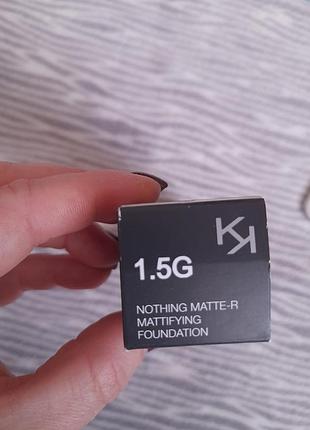 KK
1.5G
NOTHING MATTE-R
MATTIFYING
FOUNDATION